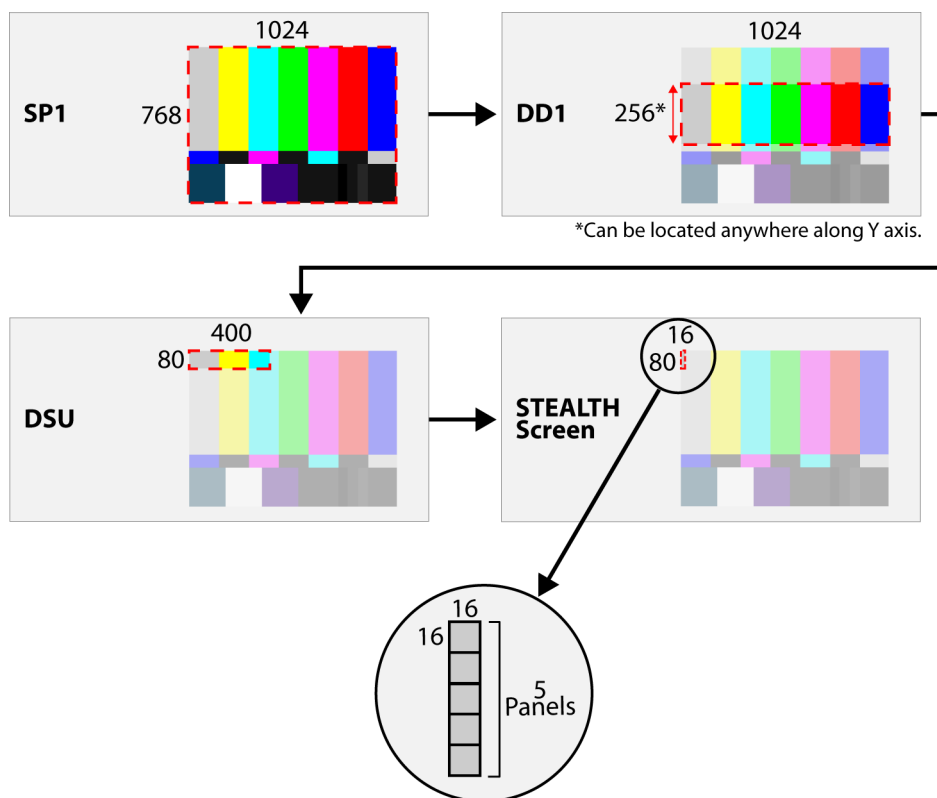 1024
SP1
768
1024
DD1
256*
*Can be located anywhere along Y axis.
400
80
DSU
16
80
STEALTH
Screen
16
16
5
Panels